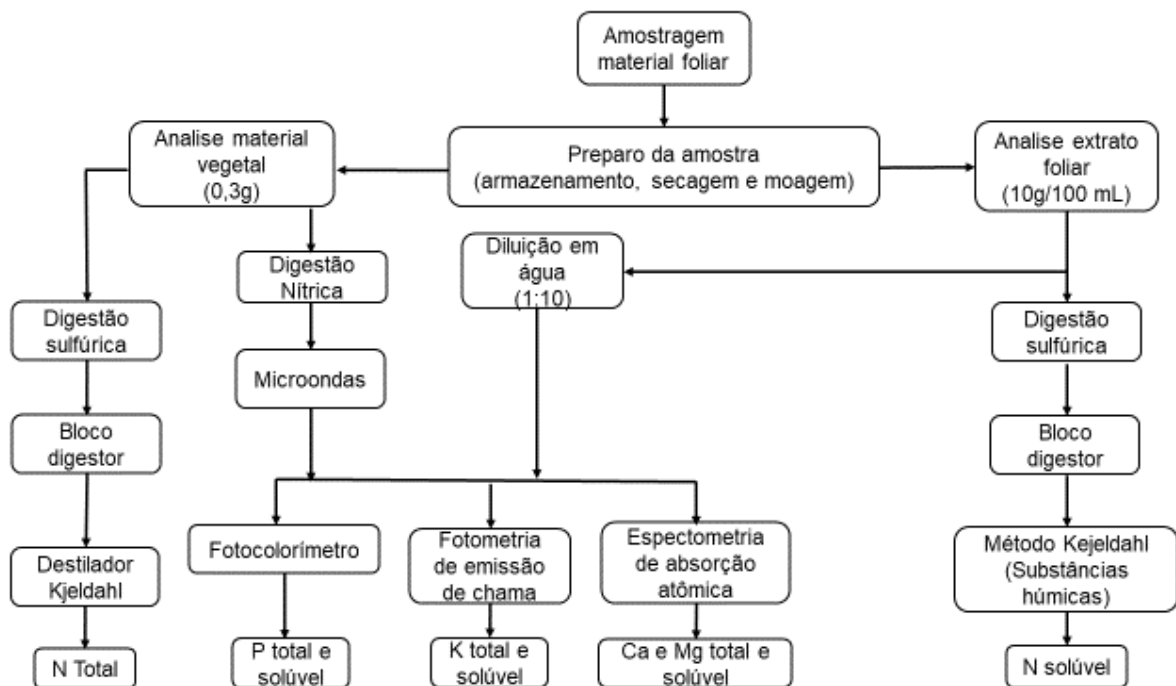 Amostragem
material foliar
Analise material
vegetal
(0,3g)
Preparo da amostra
(armazenamento, secagem e moagem)
Analise extrato
foliar
(10g/100 mL)
Digestão
Nítrica
Diluição em
água
(1:10)
Digestão
sulfúrica
Digestão
sulfúrica
Microondas
Bloco
digestor
Bloco
digestor
Destilador
Kjeldahl
Fotocolorímetro
Fotometria
de emissão
de chama
Espectometria
de absorção
atômica
Método Kejeldahl
(Substâncias
húmicas)
N Total
P total e
solúvel
K total e
solúvel
Ca e Mg total e
solúvel
N solúvel